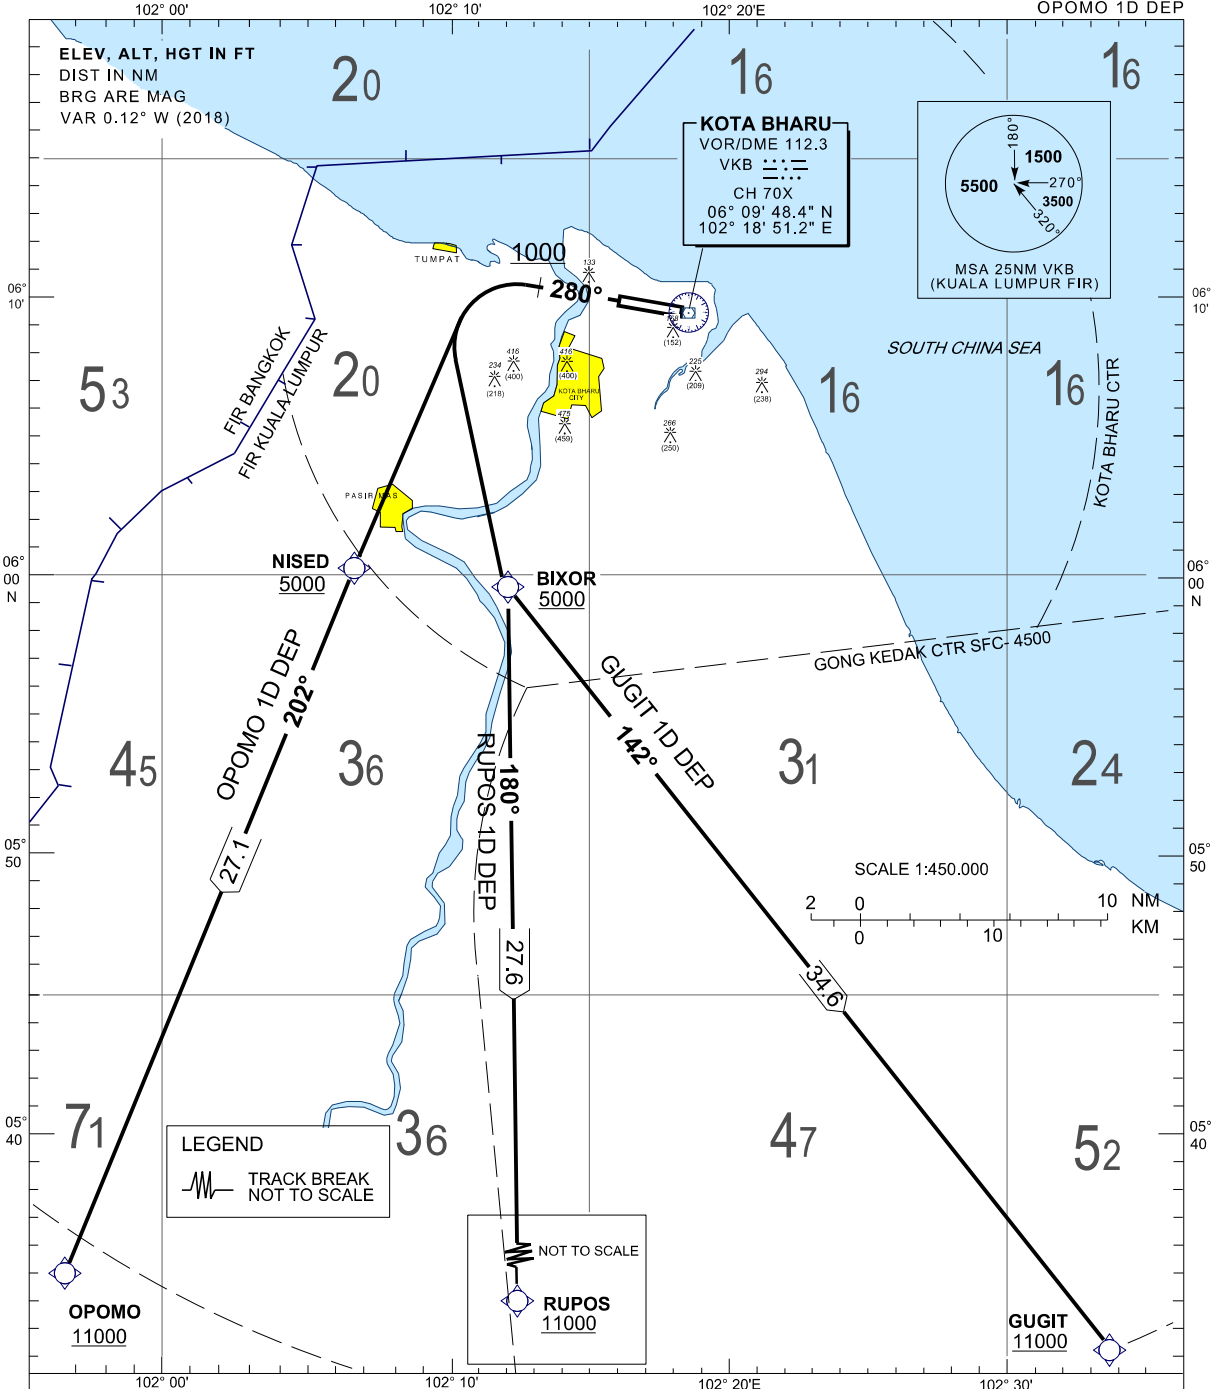 102° 00'
102° 10'
102° 20'
OPOMO 1D DEP
ELEV, ALT, HGT IN FT
DIST IN NM
BRG ARE MAG
VAR 0.12° W (2018)
20
16
16
KOTA BHARU
VOR/DME 112.3
VKB
CH 70X
06° 09' 48.4" N
102° 18' 51.2" E
180°
1500
5500
270°
3500
320°
MSA 25NM VKB
(KUALA LUMPUR FIR)
TUMPAT
1000
133
280°
06°
10'
06°
10'
(152)
SOUTH CHINA SEA
FIR BANGKOK
FIR KUALA LUMPUR
53
20
16
16
416
(400)
234
(218)
416
(400)
KOTA BHARU
CITY
225
(209)
294
(238)
475
(459)
266
(250)
KOTA BHARU CTR
PASIR MAS
NISED
5000
BIXOR
5000
06°
00
N
06°
00
N
GONG KEDAK CTR SFC- 4500
OPOMO 1D DEP
202°
RUPOS 1D DEP
180°
GUGIT 1D DEP
142°
45
36
31
24
05°
50
05°
50
27.1
27.6
34.6
SCALE 1:450.000
2 0 10 NM
0 10 KM
05°
40
05°
40
71
36
47
52
LEGEND
TRACK BREAK
NOT TO SCALE
NOT TO SCALE
OPOMO
11000
RUPOS
11000
GUGIT
11000
102° 00'
102° 10'
102° 20'E
102° 30'